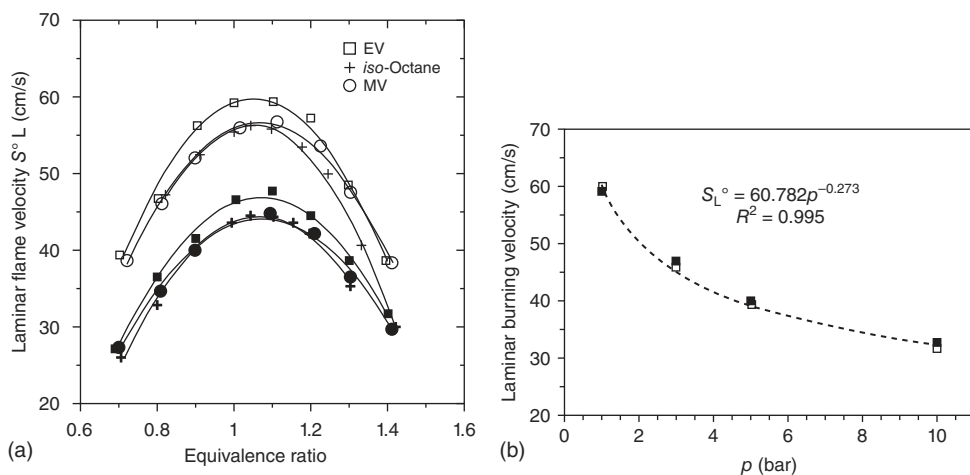 70
60
50
40
30
20
0.6 0.8 1 1.2 1.4 1.6
Laminar flame velocity S° L (cm/s)
Equivalence ratio
EV
iso-Octane
MV
(a)
70
60
50
40
30
20
0 2 4 6 8 10
Laminar burning velocity (cm/s)
p (bar)
S_L° = 60.782p^−0.273
R² = 0.995
(b)